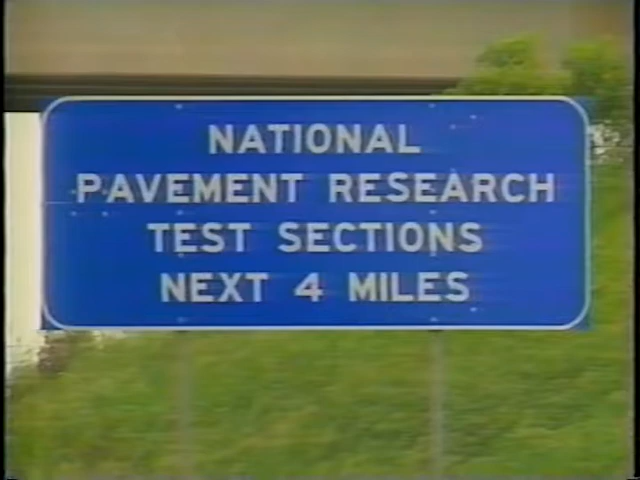 NATIONAL
PAVEMENT RESEARCH
TEST SECTIONS
NEXT 4 MILES